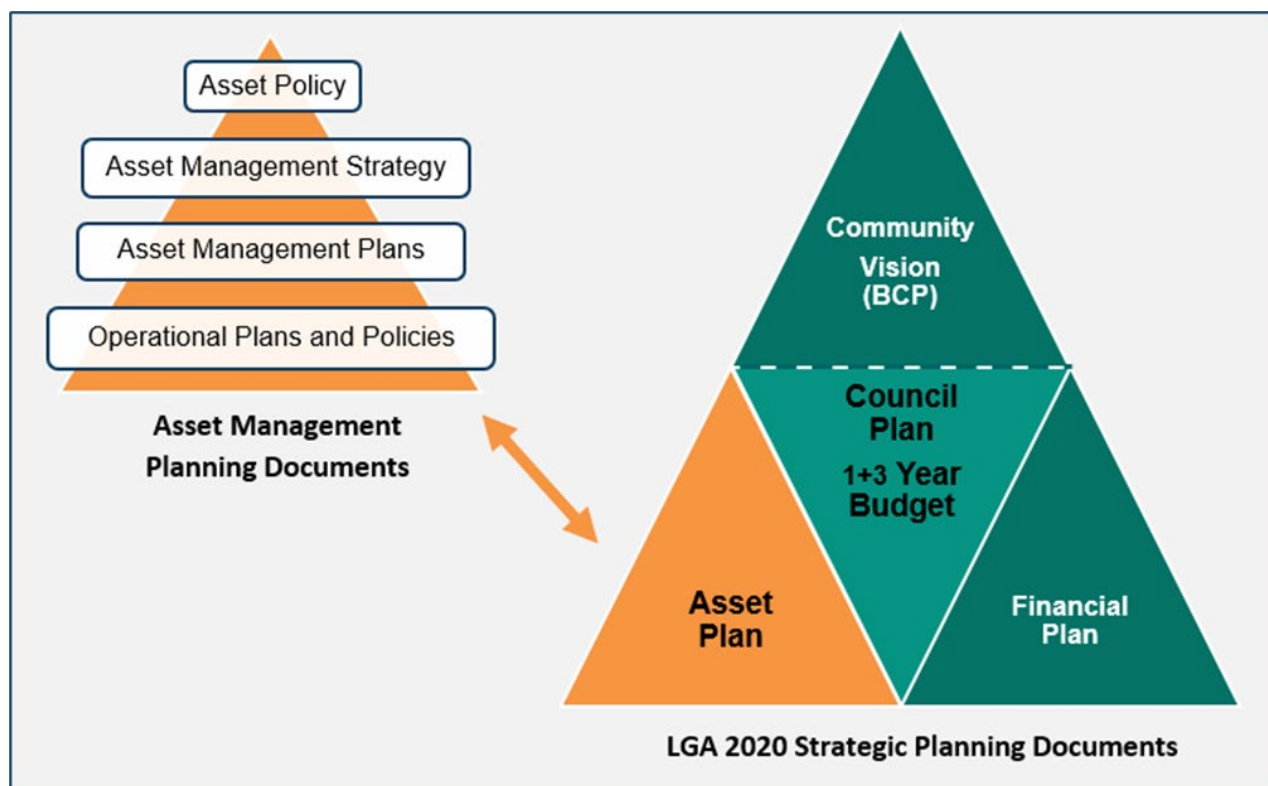 Asset Policy
Asset Management Strategy
Asset Management Plans
Operational Plans and Policies
Asset Management
Planning Documents
Community
Vision
(BCP)
Council
Plan
1+3 Year
Budget
Asset
Plan
Financial
Plan
LGA 2020 Strategic Planning Documents